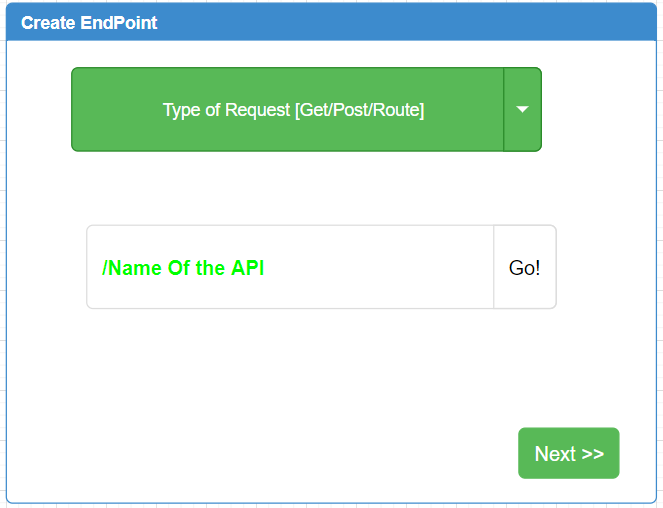 Create EndPoint
Type of Request [Get/Post/Route]
/Name Of the API
Go!
Next >>